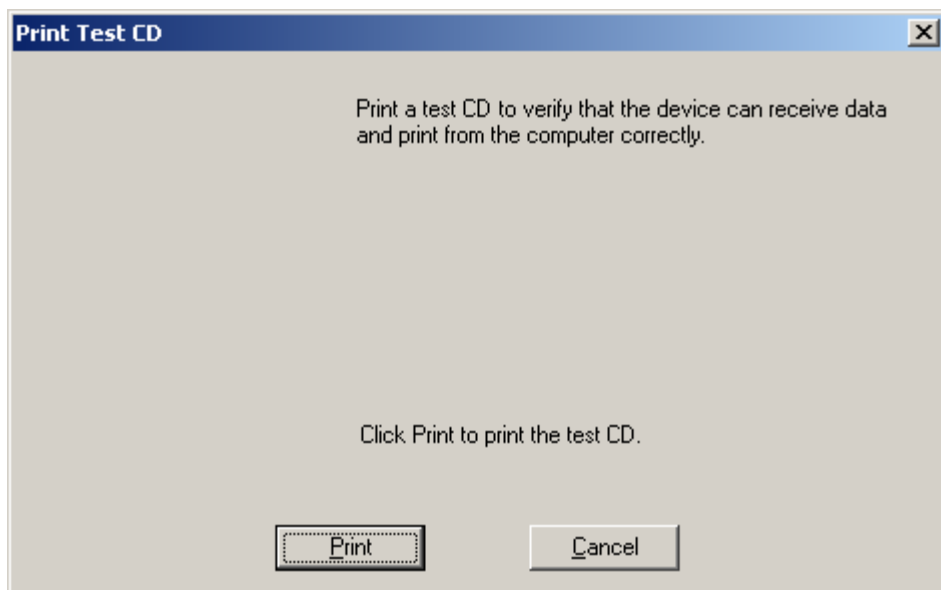 Print Test CD
Print a test CD to verify that the device can receive data
and print from the computer correctly.
Click Print to print the test CD.
Print
Cancel